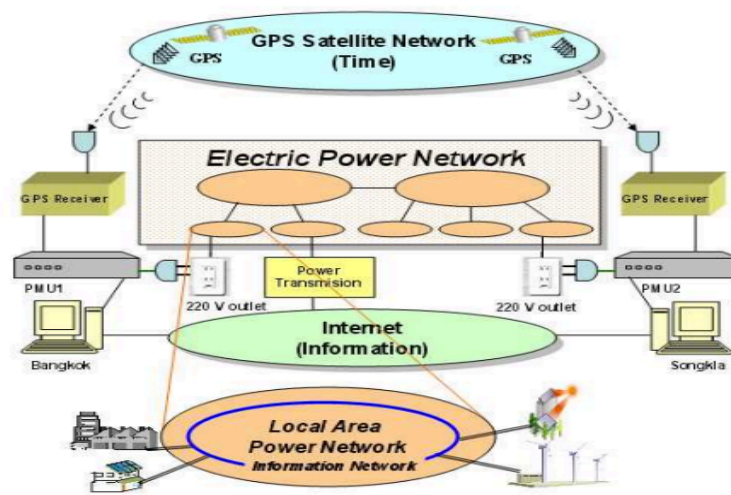 GPS Satellite Network
(Time)
GPS
GPS
Electric Power Network
GPS Receiver
GPS Receiver
PMU1
220 V outlet
Power
Transmision
220 V outlet
PMU2
Internet
(Information)
Bangkok
Songkla
Local Area
Power Network
Information Network